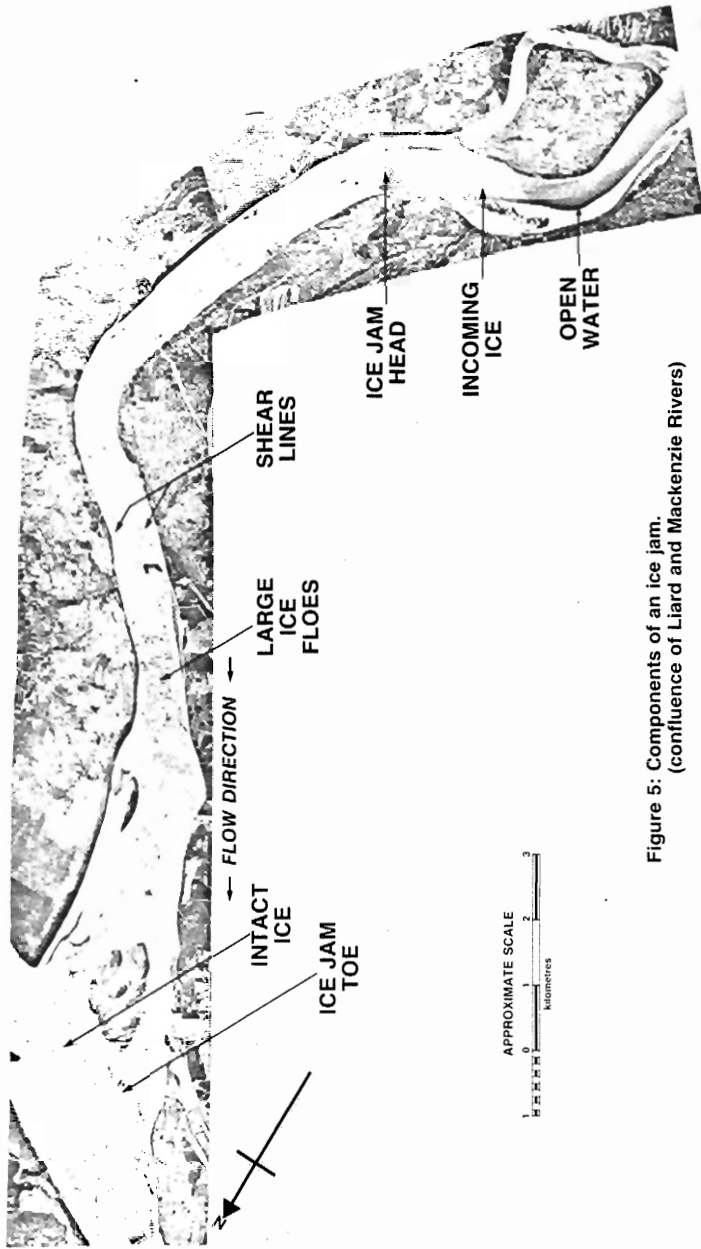 INTACT
ICE
ICE JAM
TOE
← FLOW DIRECTION ←
LARGE
ICE
FLOES
SHEAR
LINES
ICE JAM
HEAD
INCOMING
ICE
OPEN
WATER
N
APPROXIMATE SCALE
1 0 1 2 3
kilometres
Figure 5: Components of an ice jam.
(confluence of Liard and Mackenzie Rivers)